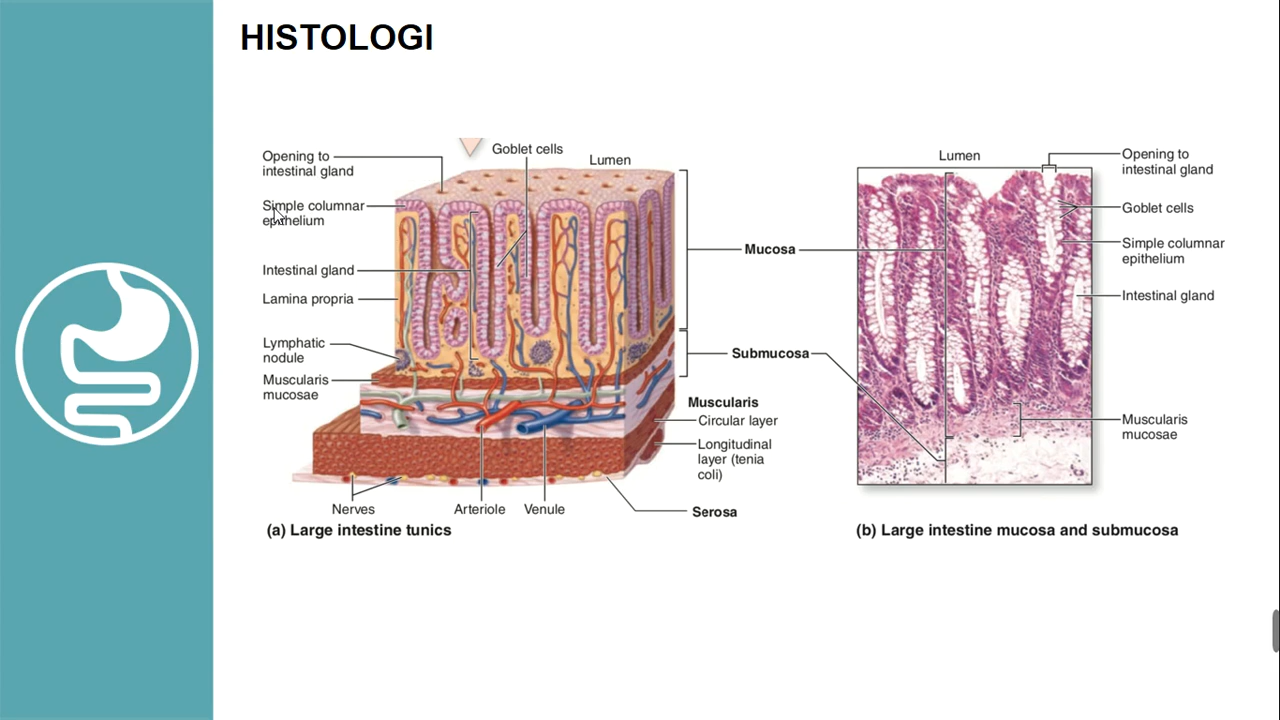 HISTOLOGI
Opening to
intestinal gland
Goblet cells
Lumen
Simple columnar
epithelium
Intestinal gland
Lamina propria
Lymphatic
nodule
Muscularis
mucosae
Mucosa
Submucosa
Muscularis
Circular layer
Longitudinal
layer (tenia
coli)
Nerves
Arteriole
Venule
Serosa
(a) Large intestine tunics
Lumen
Opening to
intestinal gland
Goblet cells
Simple columnar
epithelium
Intestinal gland
Muscularis
mucosae
(b) Large intestine mucosa and submucosa